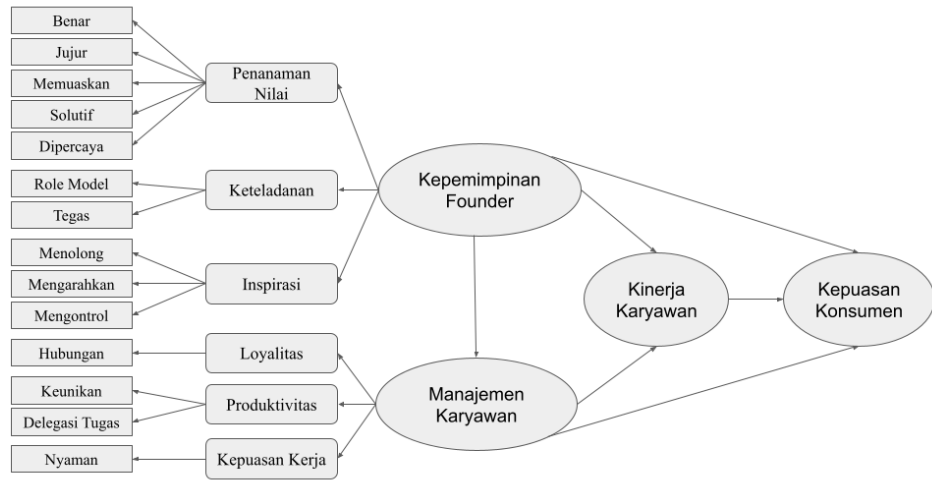 Benar
Jujur
Memuaskan
Solutif
Dipercaya
Penanaman
Nilai
Role Model
Tegas
Keteladanan
Menolong
Mengarahkan
Mengontrol
Inspirasi
Hubungan
Loyalitas
Keunikan
Delegasi Tugas
Produktivitas
Nyaman
Kepuasan Kerja
Kepemimpinan
Founder
Manajemen
Karyawan
Kinerja
Karyawan
Kepuasan
Konsumen